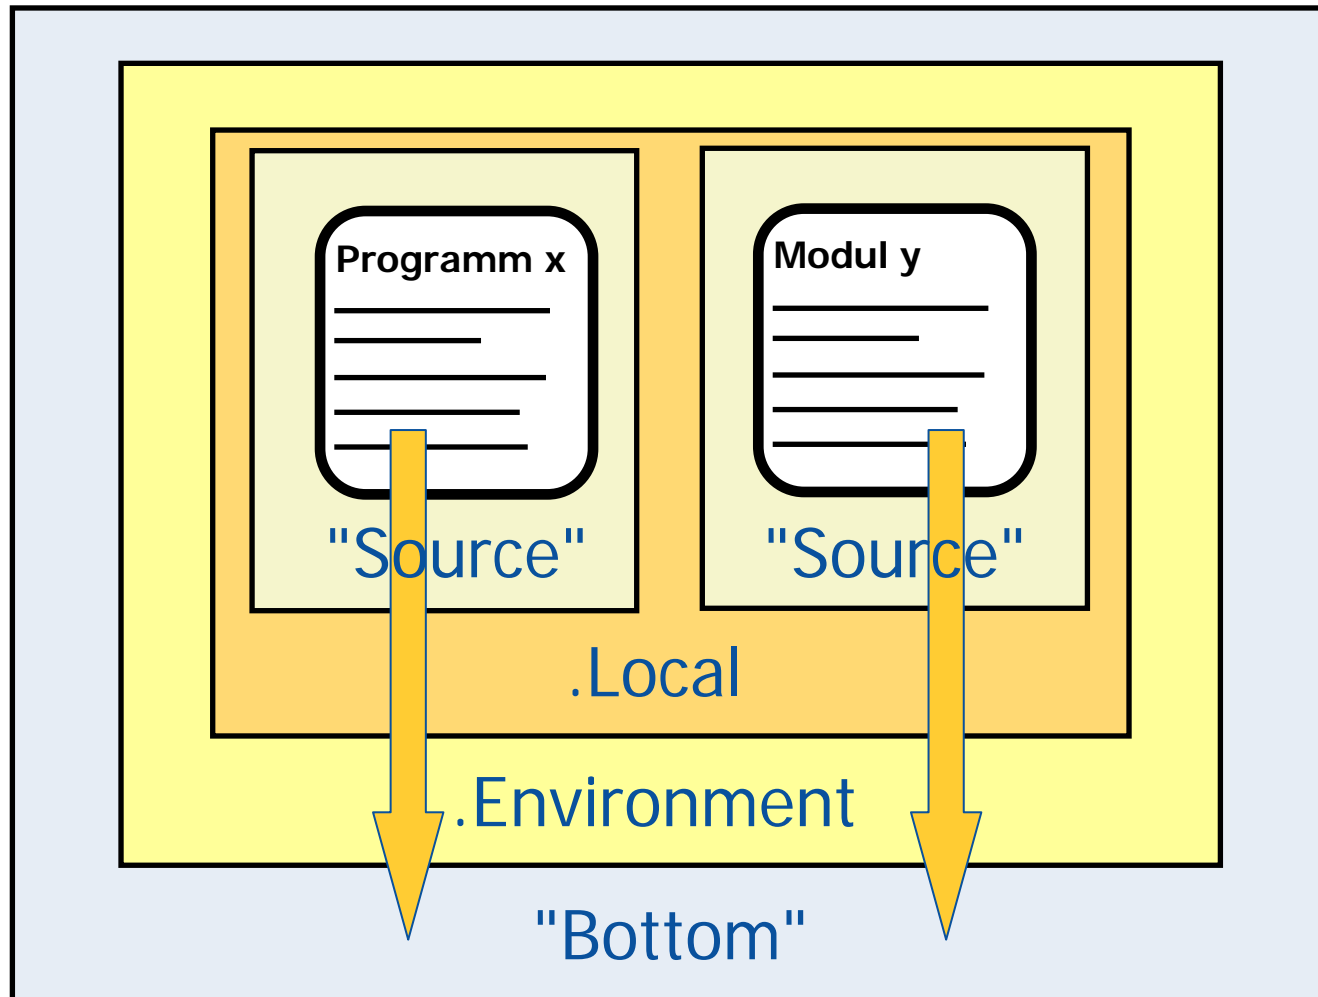 Programm x
Modul y
"Source"
"Source"
.Local
.Environment
"Bottom"